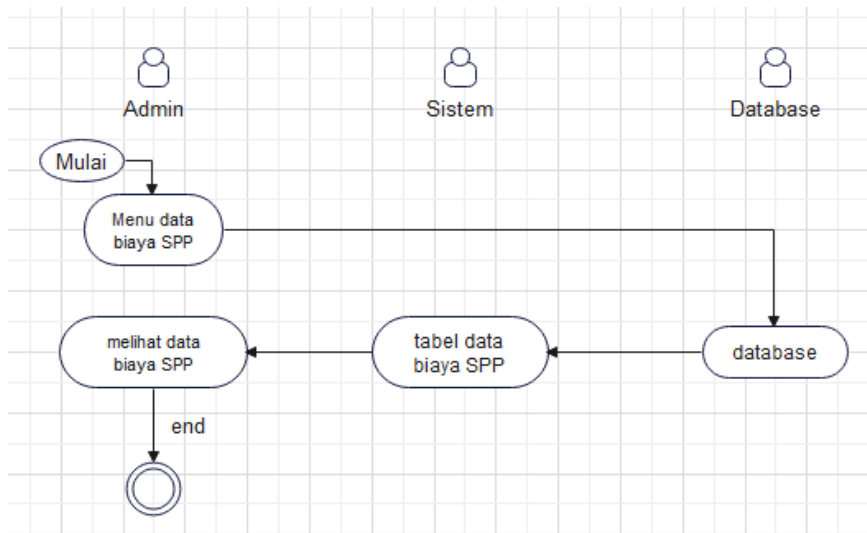 Admin
Sistem
Database
Mulai
Menu data
biaya SPP
melihat data
biaya SPP
tabel data
biaya SPP
database
end